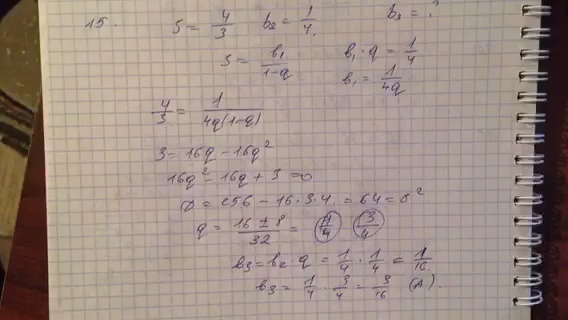 15. S = 4/3 b₂ = 1/4. b₃ = ?
S = b₁/(1-q) b₁ · q = 1/4
b₁ = 1/(4q)
4/3 = 1/(4q(1-q))
3 = 16q - 16q²
16q² - 16q + 3 = 0
D = 256 - 16·3·4. = 64 = 8²
q = (16 ± 8)/32 = 1/4 3/4
b₃ = b₂ · q = 1/4 · 1/4 = 1/16
b₃ = 1/4 · 3/4 = 3/16 (A).